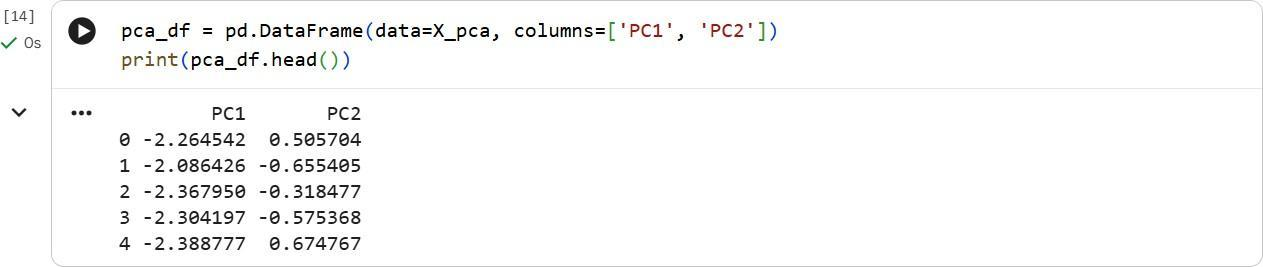 [14]
0s
pca_df = pd.DataFrame(data=X_pca, columns=['PC1', 'PC2'])
print(pca_df.head())
PC1 PC2
0 -2.264542 0.505704
1 -2.086426 -0.655405
2 -2.367950 -0.318477
3 -2.304197 -0.575368
4 -2.388777 0.674767